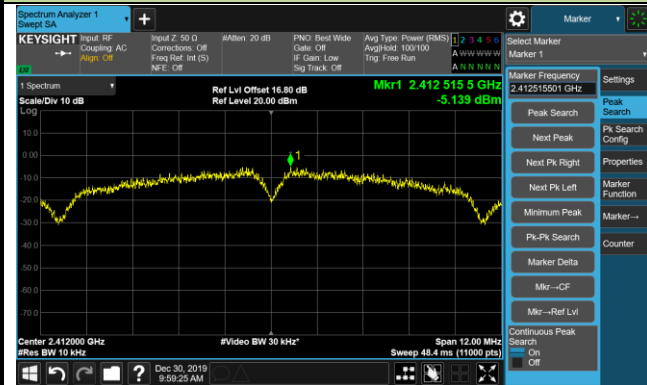 Spectrum Analyzer 1
Swept SA
+
Marker
KEYSIGHT
Input: RF
Coupling: AC
Align: Off
Input Z: 50 Ω
Corrections: Off
Freq Ref: Int (S)
NFE: Off
#Atten: 20 dB
PNO: Best Wide
Gate: Off
IF Gain: Low
Sig Track: Off
Avg Type: Power (RMS)
Avg|Hold: 100/100
Trig: Free Run
1 2 3 4 5 6
A W W W W W
A N N N N N
Select Marker
Marker 1
1 Spectrum
Scale/Div 10 dB
Log
Ref Lvl Offset 16.80 dB
Ref Level 20.00 dBm
Mkr1 2.412 515 5 GHz
-5.139 dBm
Marker Frequency
2.412515501 GHz
Peak Search
Next Peak
Next Pk Right
Next Pk Left
Minimum Peak
Pk-Pk Search
Marker Delta
Mkr→CF
Mkr→Ref Lvl
Continuous Peak
Search
On
Off
Settings
Peak
Search
Pk Search
Config
Properties
Marker
Function
Marker→
Counter
10.0
0.00
1
-10.0
-20.0
-30.0
-40.0
-50.0
-60.0
-70.0
Center 2.412000 GHz
#Res BW 10 kHz
#Video BW 30 kHz*
Span 12.00 MHz
Sweep 48.4 ms (11000 pts)
?
Dec 30, 2019
9:59:25 AM